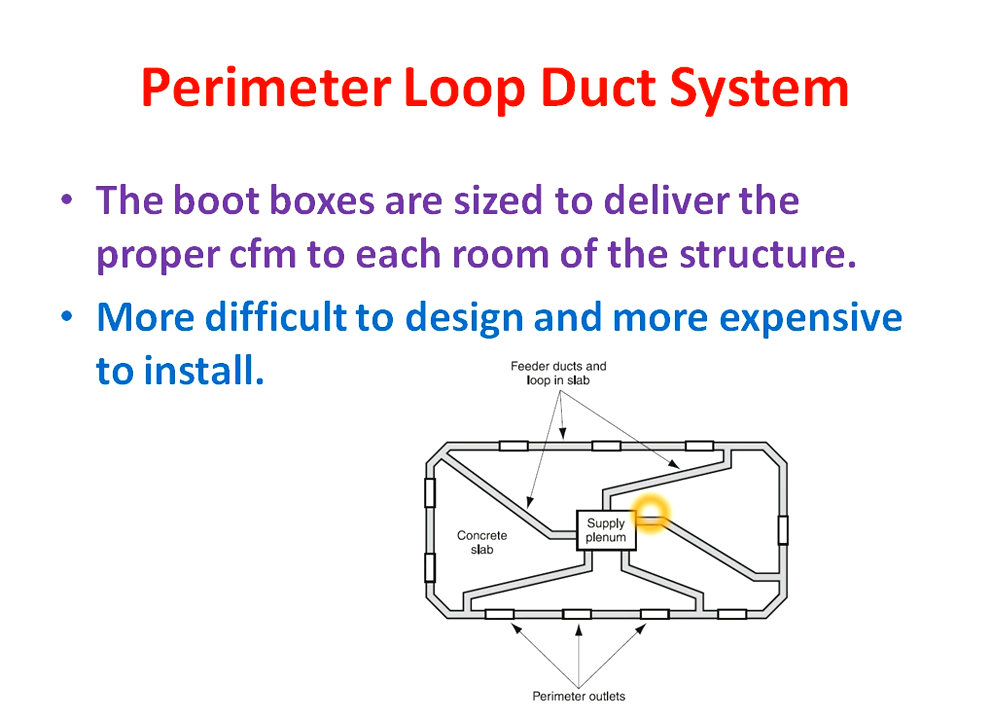 Perimeter Loop Duct System
• The boot boxes are sized to deliver the
proper cfm to each room of the structure.
• More difficult to design and more expensive
to install.
Feeder ducts and
loop in slab
Supply
plenum
Concrete
slab
Perimeter outlets